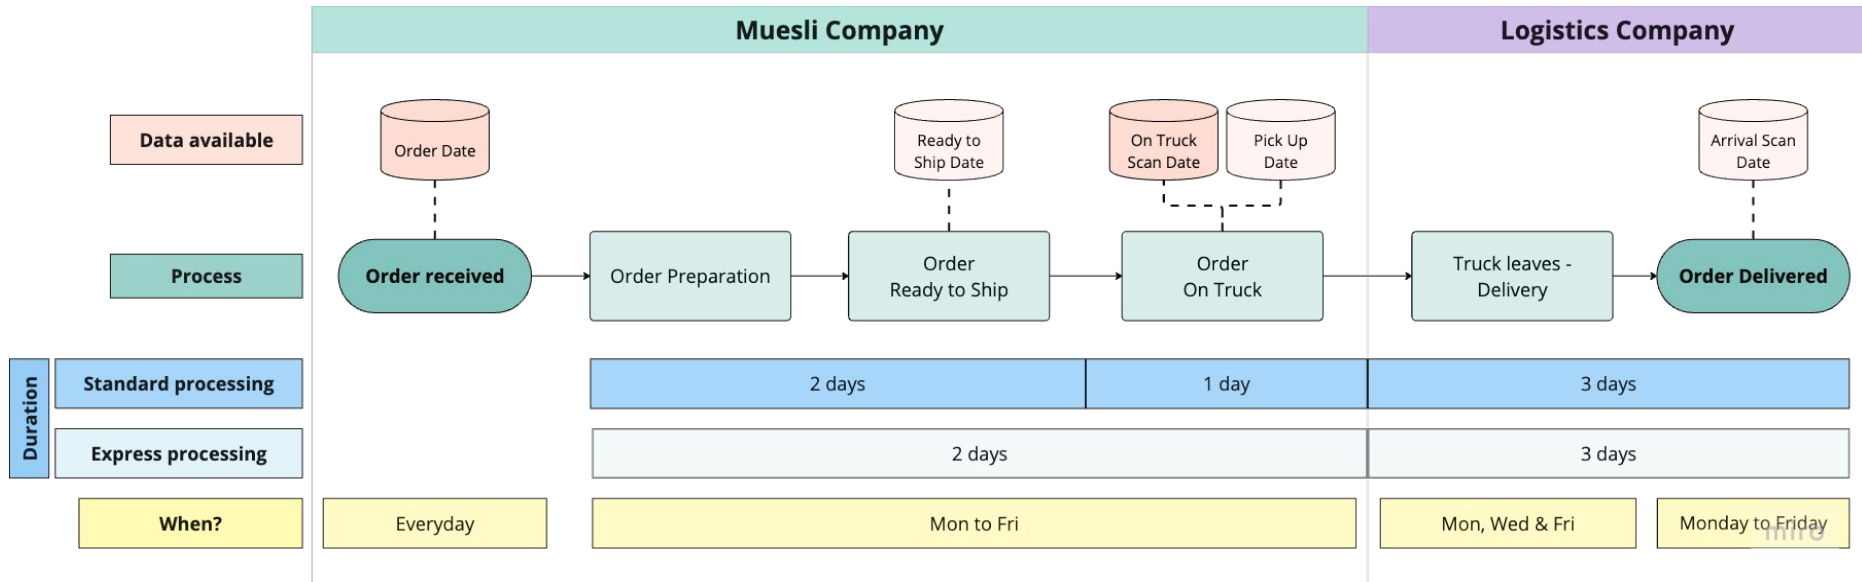 Muesli Company
Logistics Company
Data available
Order Date
Ready to
Ship Date
On Truck
Scan Date
Pick Up
Date
Arrival Scan
Date
Process
Order received
Order Preparation
Order
Ready to Ship
Order
On Truck
Truck leaves -
Delivery
Order Delivered
Duration
Standard processing
2 days
1 day
3 days
Express processing
2 days
3 days
When?
Everyday
Mon to Fri
Mon, Wed & Fri
Monday to Friday
miro